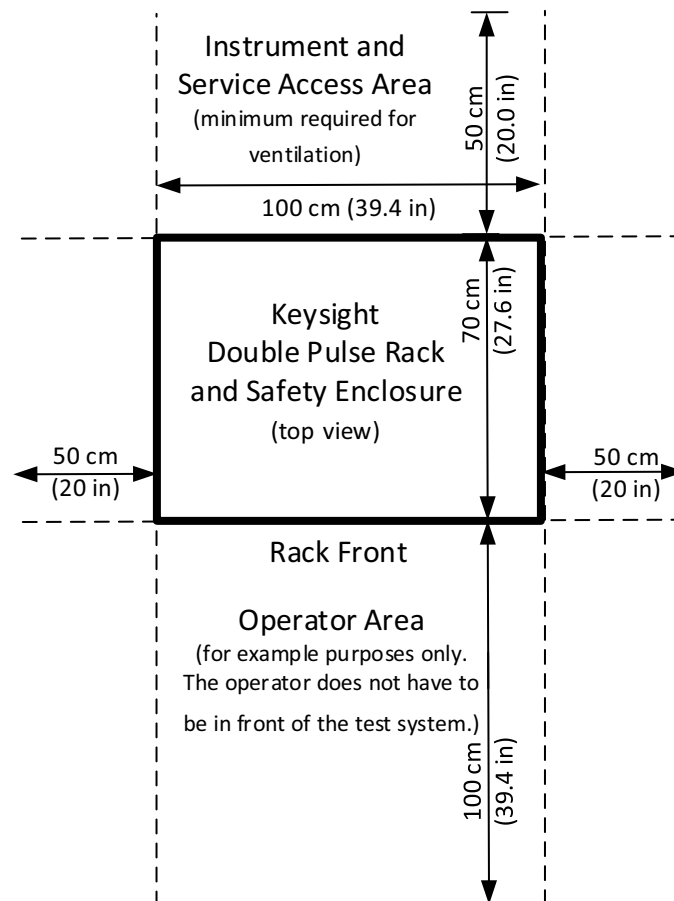 Instrument and
Service Access Area
(minimum required for
ventilation)
50 cm
(20.0 in)
100 cm (39.4 in)
Keysight
Double Pulse Rack
and Safety Enclosure
(top view)
70 cm
(27.6 in)
50 cm
(20 in)
50 cm
(20 in)
Rack Front
Operator Area
(for example purposes only.
The operator does not have to
be in front of the test system.)
100 cm
(39.4 in)